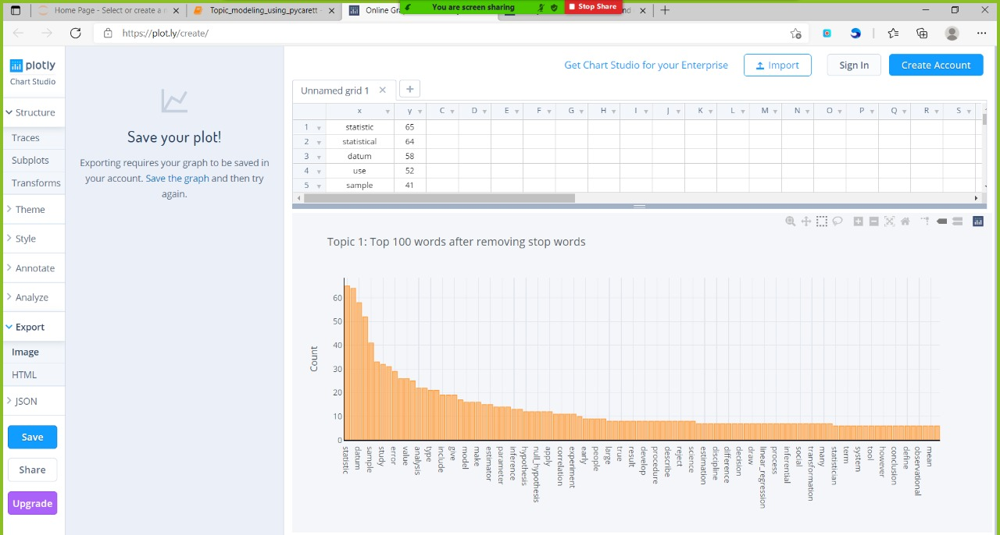 Home Page - Select or create a n
Topic_modeling_using_pycarett -
Online Gra
You are screen sharing
Stop Share
nd
https://plot.ly/create/
plotly
Chart Studio
Structure
Traces
Subplots
Transforms
Theme
Style
Annotate
Analyze
Export
Image
HTML
JSON
Save
Share
Upgrade
Save your plot!
Exporting requires your graph to be saved in
your account. Save the graph and then try
again.
Get Chart Studio for your Enterprise
Import
Sign In
Create Account
Unnamed grid 1
x y C D E F G H I J K L M N O P Q R S
1 statistic 65
2 statistical 64
3 datum 58
4 use 52
5 sample 41
Topic 1: Top 100 words after removing stop words
Count
60
50
40
30
20
10
0
statistic
datum
sample
study
error
value
analysis
type
include
give
model
make
estimator
parameter
inference
hypothesis
null_hypothesis
apply
correlation
experiment
early
people
large
true
result
develop
procedure
describe
reject
science
estimation
discipline
difference
decision
draw
linear_regression
process
inferential
social
transformation
many
statistician
term
system
tool
however
conclusion
define
observational
mean